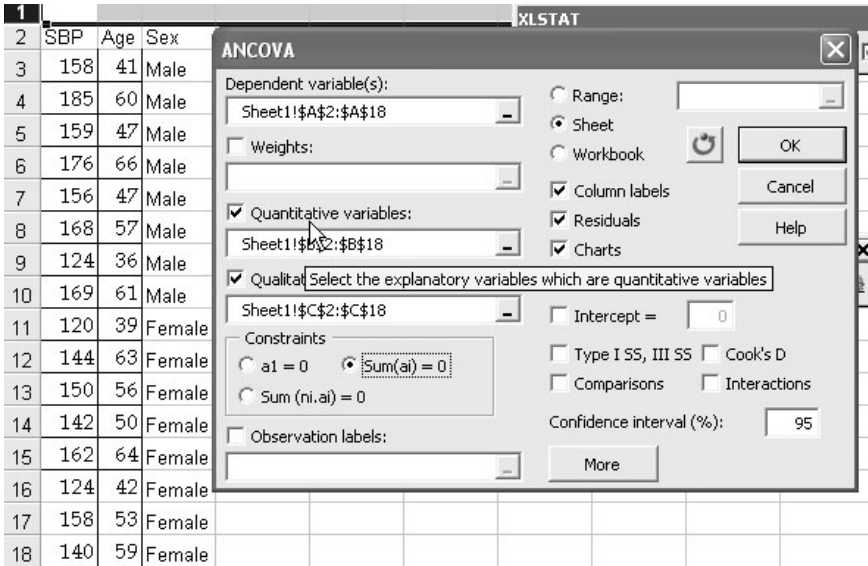 1
XLSTAT
2 SBP Age Sex
3 158 41 Male
4 185 60 Male
5 159 47 Male
6 176 66 Male
7 156 47 Male
8 168 57 Male
9 124 36 Male
10 169 61 Male
11 120 39 Female
12 144 63 Female
13 150 56 Female
14 142 50 Female
15 162 64 Female
16 124 42 Female
17 158 53 Female
18 140 59 Female
ANCOVA
Dependent variable(s):
Sheet1!$A$2:$A$18
Weights:
Quantitative variables:
Sheet1!$B$2:$B$18
Qualitat
Select the explanatory variables which are quantitative variables
Sheet1!$C$2:$C$18
Constraints
a1 = 0 Sum(ai) = 0
Sum (ni.ai) = 0
Observation labels:
Range:
Sheet
Workbook
Column labels
Residuals
Charts
OK
Cancel
Help
Intercept = 0
Type I SS, III SS Cook's D
Comparisons Interactions
Confidence interval (%): 95
More